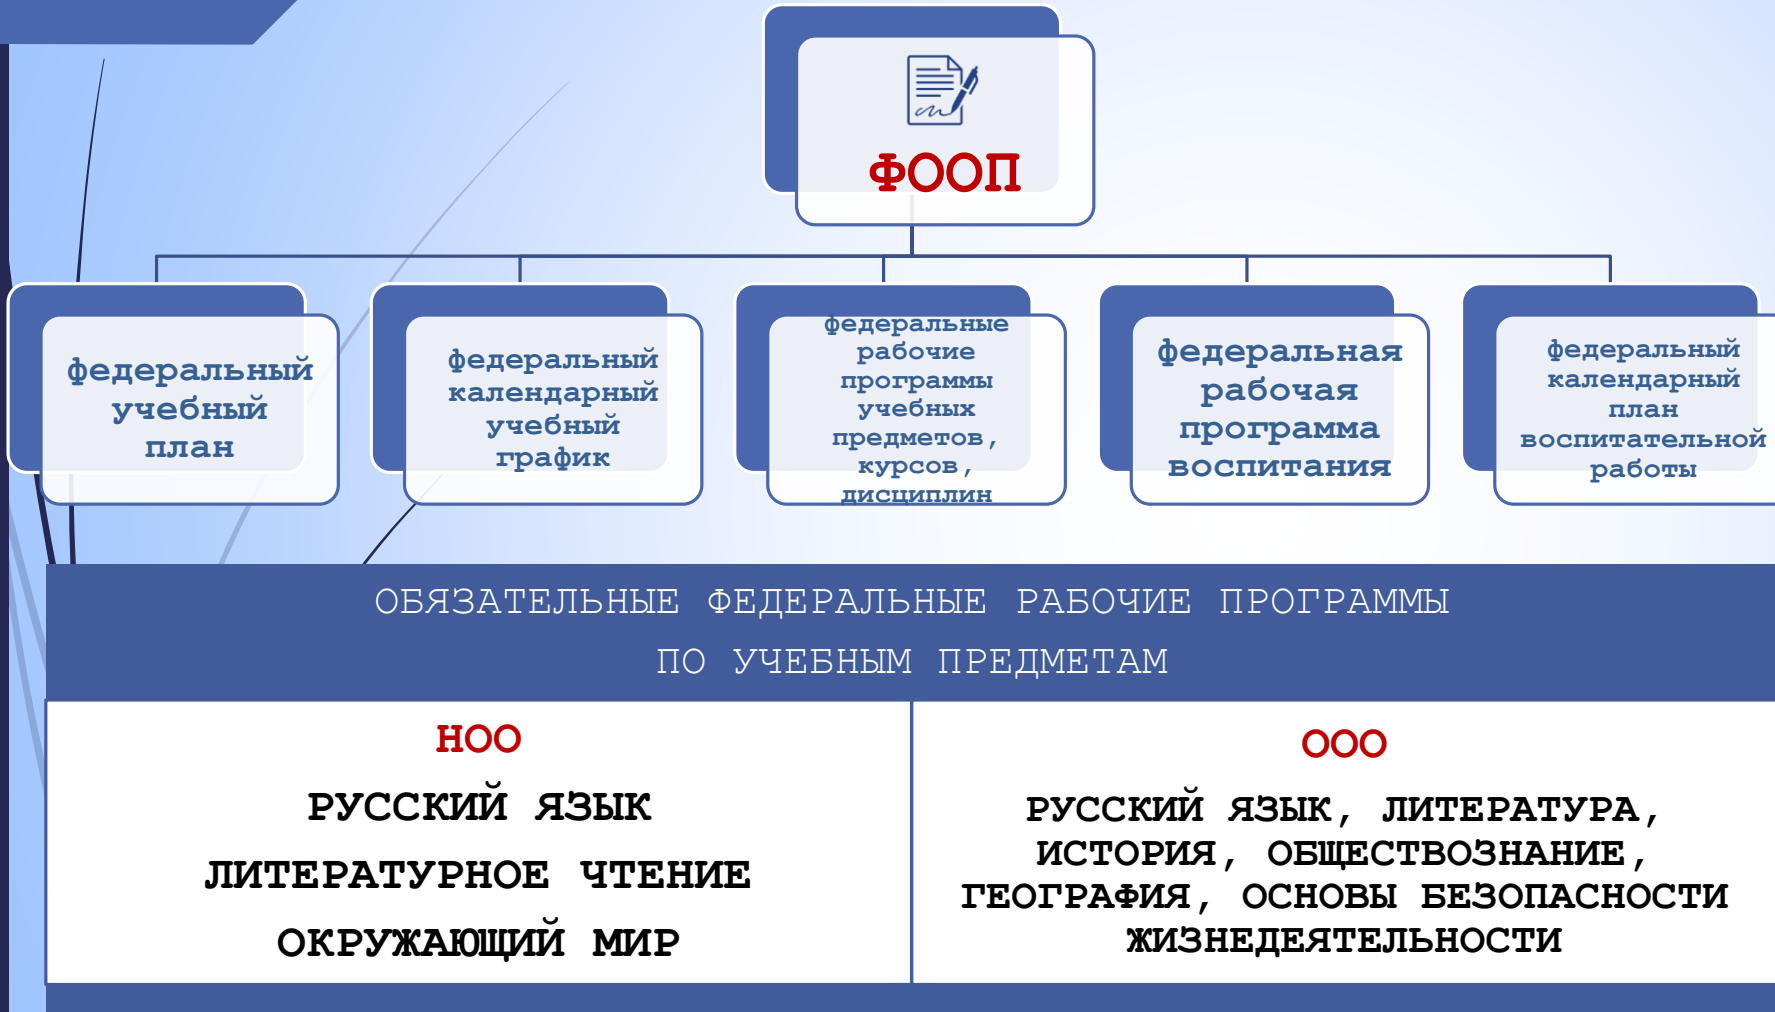 ФООП
федеральный
учебный
план
федеральный
календарный
учебный
график
федеральные
рабочие
программы
учебных
предметов,
курсов,
дисциплин
федеральная
рабочая
программа
воспитания
федеральный
календарный
план
воспитательной
работы
ОБЯЗАТЕЛЬНЫЕ ФЕДЕРАЛЬНЫЕ РАБОЧИЕ ПРОГРАММЫ
ПО УЧЕБНЫМ ПРЕДМЕТАМ
НОО
РУССКИЙ ЯЗЫК
ЛИТЕРАТУРНОЕ ЧТЕНИЕ
ОКРУЖАЮЩИЙ МИР
ООО
РУССКИЙ ЯЗЫК, ЛИТЕРАТУРА,
ИСТОРИЯ, ОБЩЕСТВОЗНАНИЕ,
ГЕОГРАФИЯ, ОСНОВЫ БЕЗОПАСНОСТИ
ЖИЗНЕДЕЯТЕЛЬНОСТИ